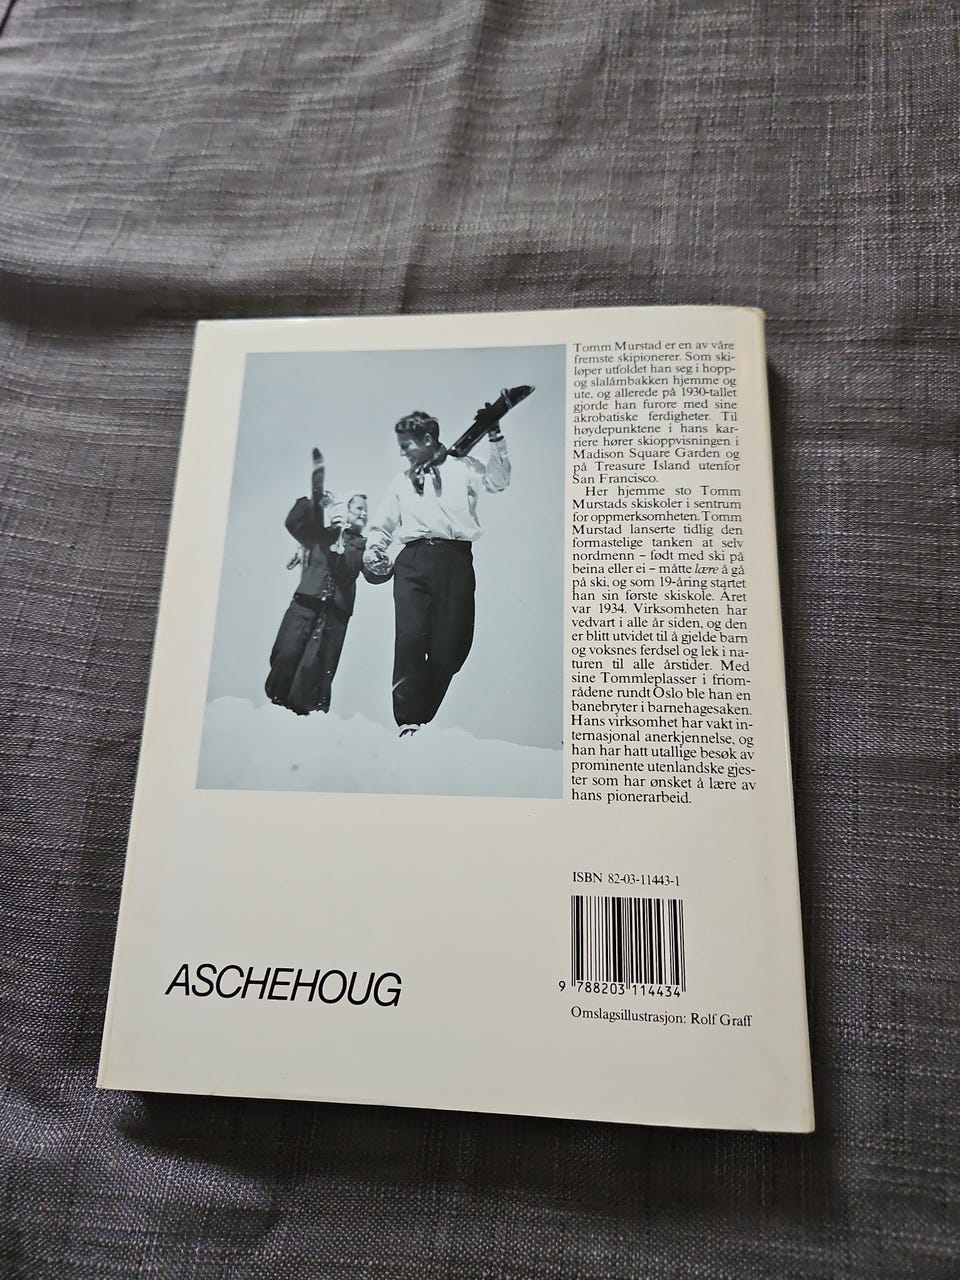 Tomm Murstad er en av våre
fremste skipionerer. Som ski-
løper utfoldet han seg i hopp-
og slalåmbakken hjemme og
ute, og allerede på 1930-tallet
gjorde han furore med sine
akrobatiske ferdigheter. Til
høydepunktene i hans kar-
riere hører skioppvisningen i
Madison Square Garden og
på Treasure Island utenfor
San Francisco.
Her hjemme sto Tomm
Murstads skiskoler i sentrum
for oppmerksomheten. Tomm
Murstad lanserte tidlig den
formastelige tanken at selv
nordmenn – født med ski på
beina eller ei – måtte lære å gå
på ski, og som 19-åring startet
han sin første skiskole. Året
var 1934. Virksomheten har
vedvart i alle år siden, og den
er blitt utvidet til å gjelde barn
og voksnes ferdsel og lek i na-
turen til alle årstider. Med
sine Tommleplasser i friom-
rådene rundt Oslo ble han en
banebryter i barnehagesaken.
Hans virksomhet har vakt in-
ternasjonal anerkjennelse, og
han har hatt utallige besøk av
prominente utenlandske gjes-
ter som har ønsket å lære av
hans pionerarbeid.
ISBN 82-03-11443-1
9 788203 114434
Omslagsillustrasjon: Rolf Graff
ASCHEHOUG